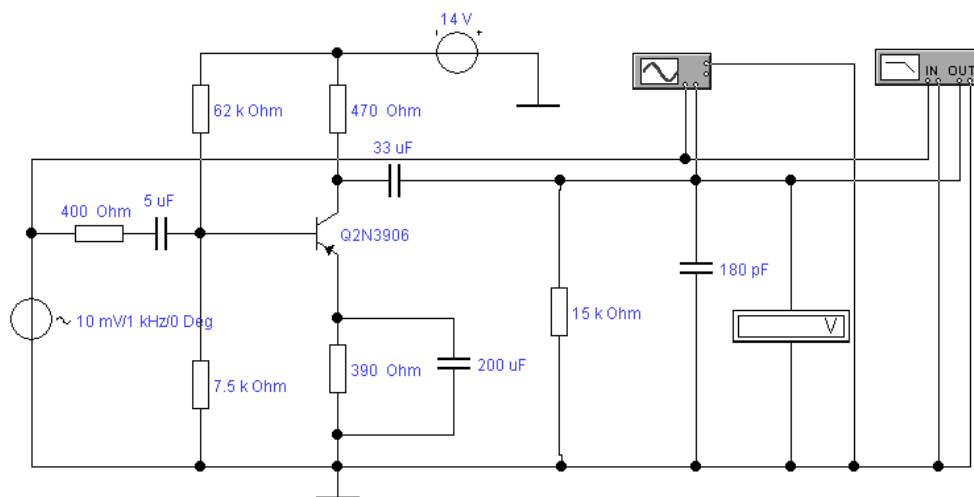 14 V
IN OUT
62 k Ohm
470 Ohm
33 uF
5 uF
400 Ohm
Q2N3906
180 pF
10 mV/1 kHz/0 Deg
15 k Ohm
V
7.5 k Ohm
390 Ohm
200 uF